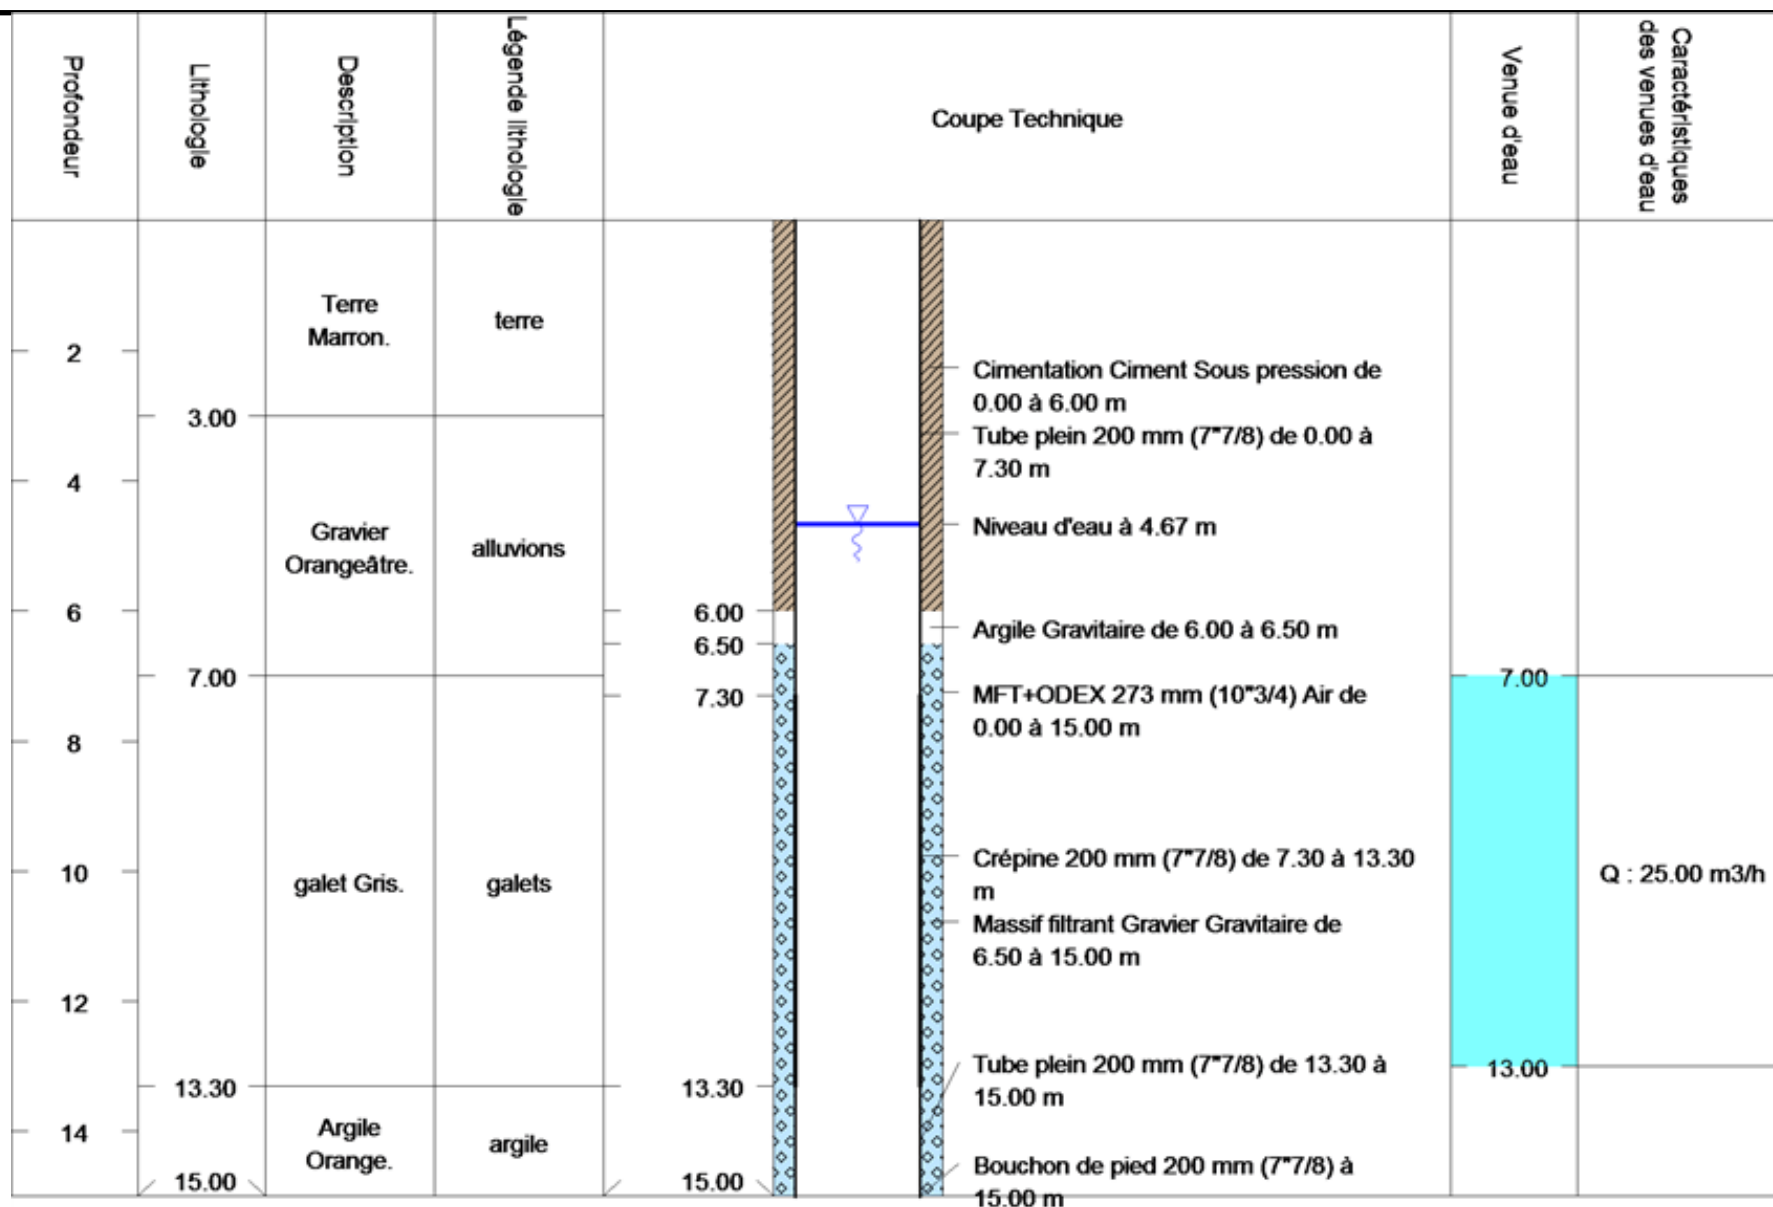 Profondeur
Lithologie
Description
Légende lithologie
Coupe Technique
Venue d'eau
Caractéristiques
des venues d'eau
Terre
Marron.
terre
2
Cimentation Ciment Sous pression de
0.00 à 6.00 m
3.00
Tube plein 200 mm (7"7/8) de 0.00 à
7.30 m
4
Gravier
Orangeâtre.
alluvions
Niveau d'eau à 4.67 m
6
6.00
Argile Gravitaire de 6.00 à 6.50 m
6.50
7.00
7.00
7.30
MFT+ODEX 273 mm (10"3/4) Air de
0.00 à 15.00 m
8
Crépine 200 mm (7"7/8) de 7.30 à 13.30
m
10
galet Gris.
galets
Q : 25.00 m3/h
Massif filtrant Gravier Gravitaire de
6.50 à 15.00 m
12
Tube plein 200 mm (7"7/8) de 13.30 à
15.00 m
13.00
13.30
13.30
14
Argile
Orange.
argile
Bouchon de pied 200 mm (7"7/8) à
15.00 m
15.00
15.00